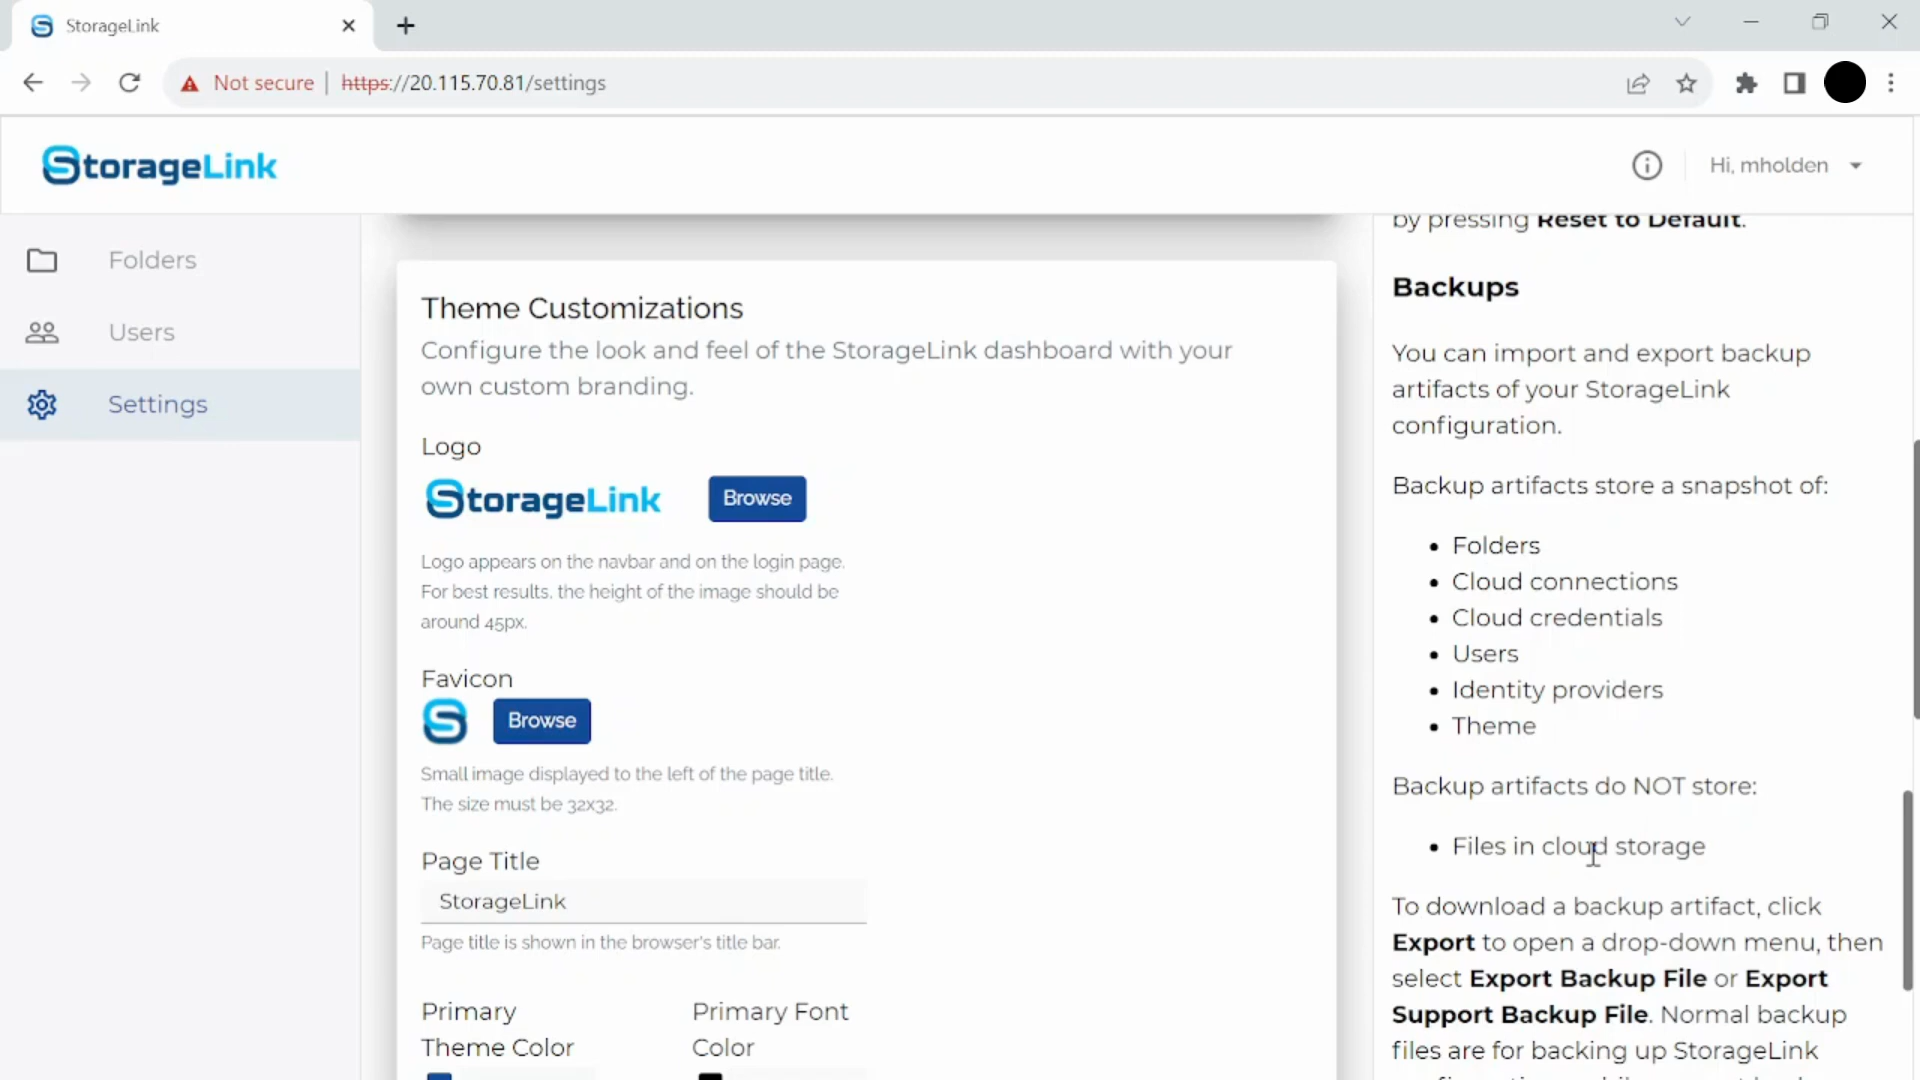 StorageLink
Not secure
https://20.115.70.81/settings
StorageLink
Hi, mholden
Folders
Users
Settings
Theme Customizations
Configure the look and feel of the StorageLink dashboard with your
own custom branding.
Logo
StorageLink
Browse
Logo appears on the navbar and on the login page.
For best results, the height of the image should be
around 45px.
Favicon
Browse
Small image displayed to the left of the page title.
The size must be 32x32.
Page Title
StorageLink
Page title is shown in the browser's title bar.
Primary
Theme Color
Primary Font
Color
by pressing Reset to Default.
Backups
You can import and export backup
artifacts of your StorageLink
configuration.
Backup artifacts store a snapshot of:
• Folders
• Cloud connections
• Cloud credentials
• Users
• Identity providers
• Theme
Backup artifacts do NOT store:
• Files in cloud storage
To download a backup artifact, click
Export to open a drop-down menu, then
select Export Backup File or Export
Support Backup File. Normal backup
files are for backing up StorageLink